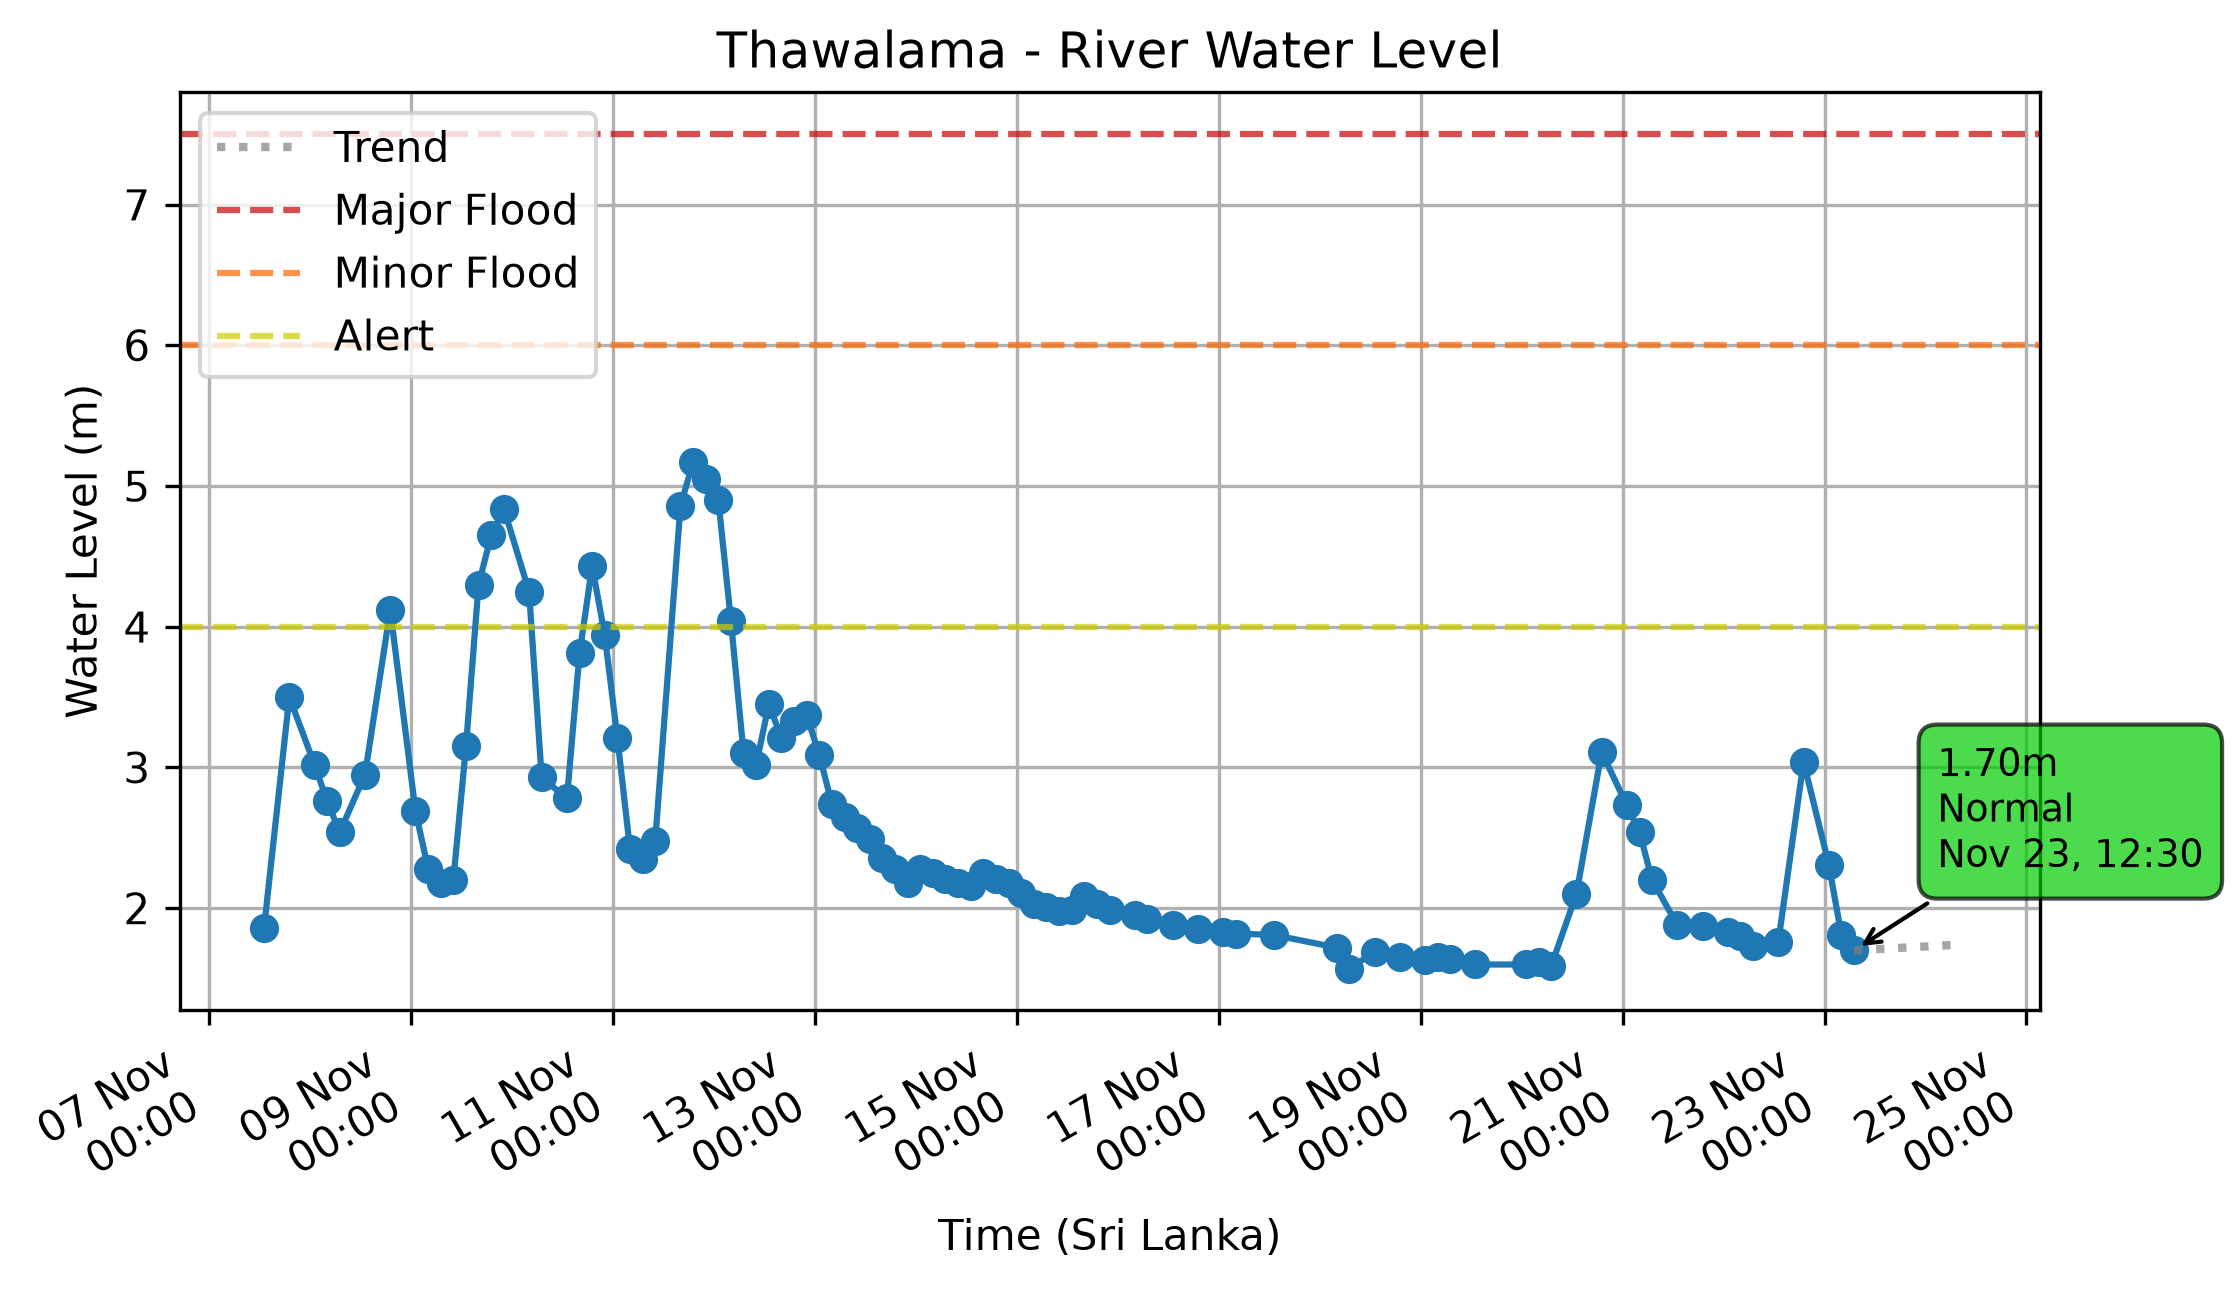 Thawalama - River Water Level
Trend
Major Flood
Minor Flood
Alert
7
6
5
4
3
2
Water Level (m)
1.70m
Normal
Nov 23, 12:30
07 Nov
00:00
09 Nov
00:00
11 Nov
00:00
13 Nov
00:00
15 Nov
00:00
17 Nov
00:00
19 Nov
00:00
21 Nov
00:00
23 Nov
00:00
25 Nov
00:00
Time (Sri Lanka)